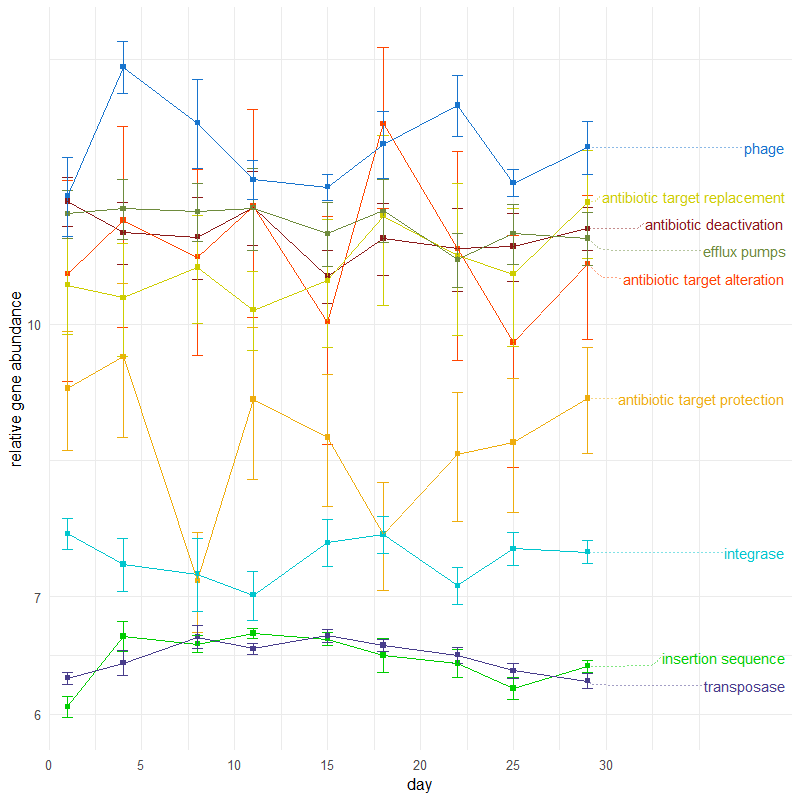 relative gene abundance
10
7
6
phage
antibiotic target replacement
antibiotic deactivation
efflux pumps
antibiotic target alteration
antibiotic target protection
integrase
insertion sequence
transposase
0 5 10 15 20 25 30
day